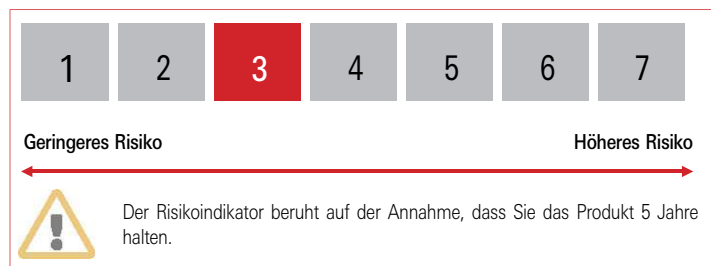 1 2 3 4 5 6 7
Geringeres Risiko Höheres Risiko
Der Risikoindikator beruht auf der Annahme, dass Sie das Produkt 5 Jahre
halten.